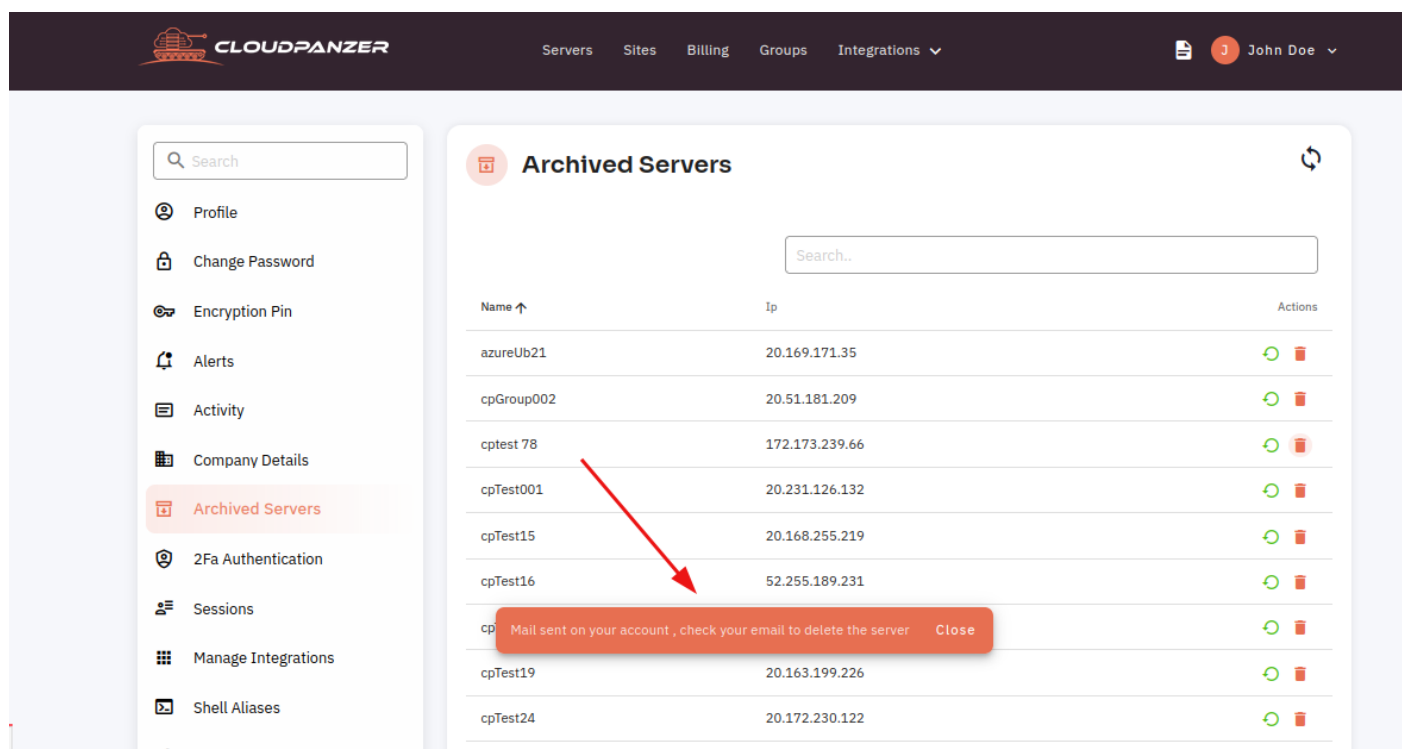 CLOUDPANZER
Servers Sites Billing Groups Integrations
J John Doe
Search
Profile
Change Password
Encryption Pin
Alerts
Activity
Company Details
Archived Servers
2Fa Authentication
Sessions
Manage Integrations
Shell Aliases
Archived Servers
Search..
Name Ip Actions
azureUb21 20.169.171.35
cpGroup002 20.51.181.209
cptest 78 172.173.239.66
cpTest001 20.231.126.132
cpTest15 20.168.255.219
cpTest16 52.255.189.231
Mail sent on your account , check your email to delete the server Close
cpTest19 20.163.199.226
cpTest24 20.172.230.122